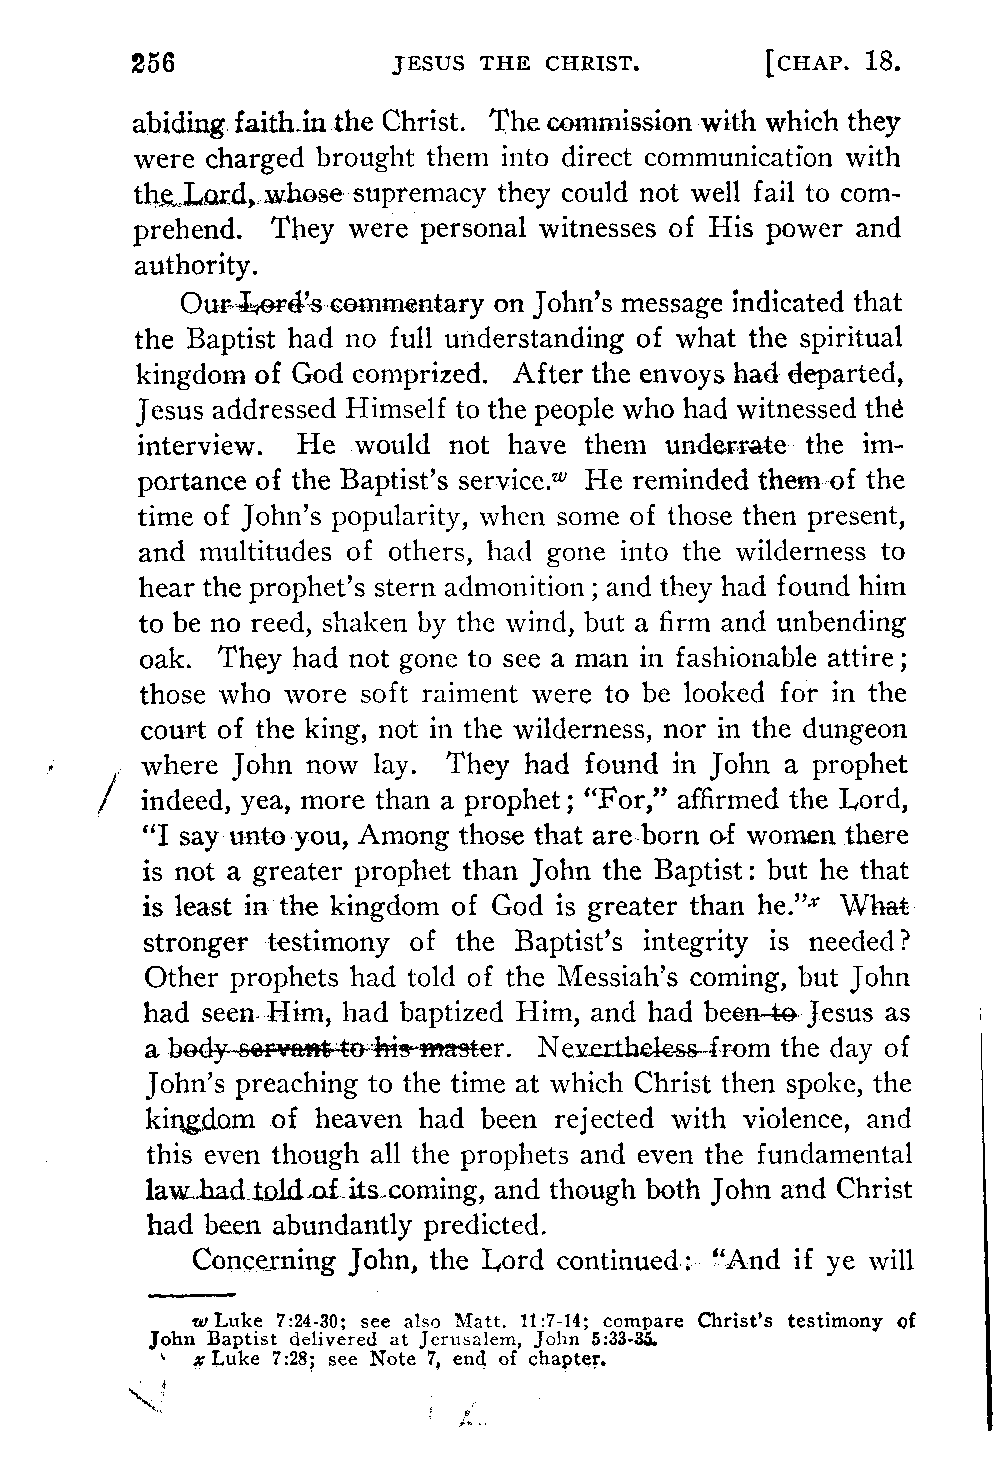 256 JESUS THE CHRIST. [CHAP. 18.
abiding faith in the Christ. The commission with which they
were charged brought them into direct communication with
the Lord, whose supremacy they could not well fail to com-
prehend. They were personal witnesses of His power and
authority.
Our Lord's commentary on John's message indicated that
the Baptist had no full understanding of what the spiritual
kingdom of God comprized. After the envoys had departed,
Jesus addressed Himself to the people who had witnessed the
interview. He would not have them underrate the im-
portance of the Baptist's service.w He reminded them of the
time of John's popularity, when some of those then present,
and multitudes of others, had gone into the wilderness to
hear the prophet's stern admonition; and they had found him
to be no reed, shaken by the wind, but a firm and unbending
oak. They had not gone to see a man in fashionable attire;
those who wore soft raiment were to be looked for in the
court of the king, not in the wilderness, nor in the dungeon
where John now lay. They had found in John a prophet
indeed, yea, more than a prophet; "For," affirmed the Lord,
"I say unto you, Among those that are born of women there
is not a greater prophet than John the Baptist: but he that
is least in the kingdom of God is greater than he."x What
stronger testimony of the Baptist's integrity is needed?
Other prophets had told of the Messiah's coming, but John
had seen Him, had baptized Him, and had been to Jesus as
a body servant to his master. Nevertheless from the day of
John's preaching to the time at which Christ then spoke, the
kingdom of heaven had been rejected with violence, and
this even though all the prophets and even the fundamental
law had told of its coming, and though both John and Christ
had been abundantly predicted.
Concerning John, the Lord continued: "And if ye will
w Luke 7:24-30; see also Matt. 11:7-14; compare Christ's testimony of
John Baptist delivered at Jerusalem, John 5:33-35.
x Luke 7:28; see Note 7, end of chapter.